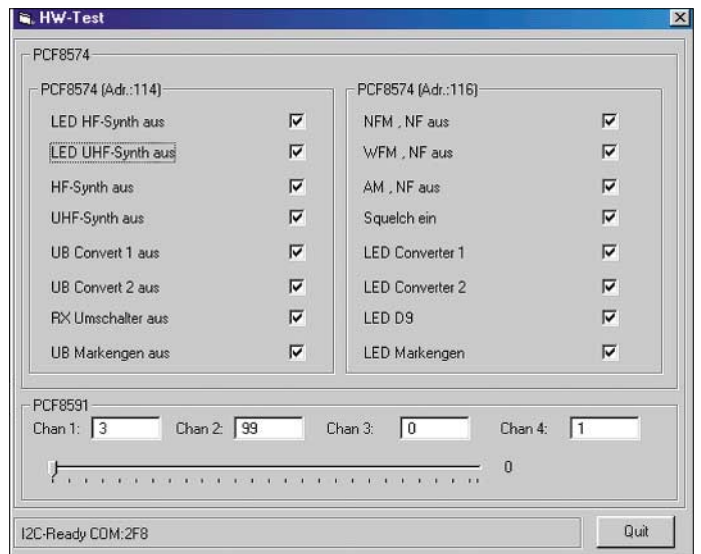 HW-Test
PCF8574
PCF8574 (Adr.:114)
LED HF-Synth aus
LED UHF-Synth aus
HF-Synth aus
UHF-Synth aus
UB Convert 1 aus
UB Convert 2 aus
RX Umschalter aus
UB Markengen aus
PCF8574 (Adr.:116)
NFM , NF aus
WFM , NF aus
AM , NF aus
Squelch ein
LED Converter 1
LED Converter 2
LED D9
LED Markengen
PCF8591
Chan 1: 3 Chan 2: 99 Chan 3: 0 Chan 4: 1
0
I2C-Ready COM:2F8
Quit